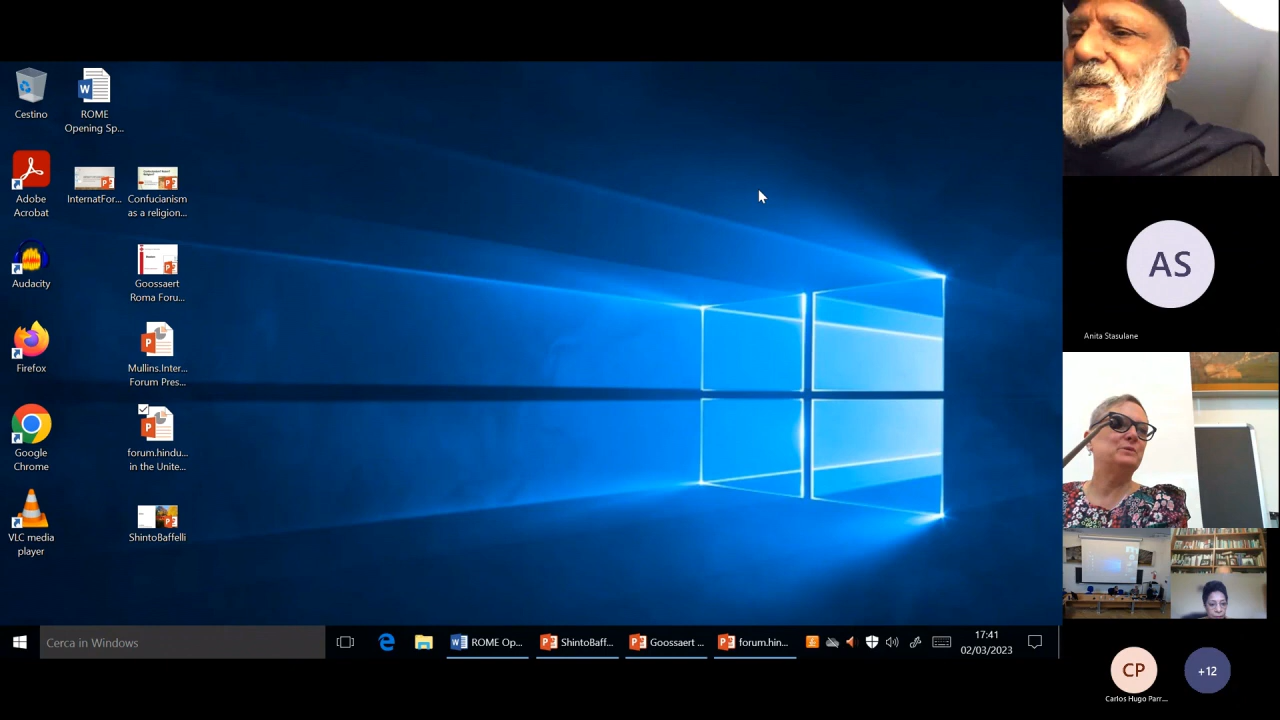 Cestino
ROME
Opening Sp...
Adobe
Acrobat
InternatFor...
Confucianism
as a religion...
Audacity
Goossaert
Roma Foru...
Firefox
Mullins.Inter...
Forum Pres...
Google
Chrome
forum.hindu...
in the Unite...
VLC media
player
ShintoBaffelli
Cerca in Windows
ROME Op...
ShintoBaff...
Goossaert ...
forum.hin...
17:41
02/03/2023
AS
Anita Stasulane
CP
Carlos Hugo Parr...
+12